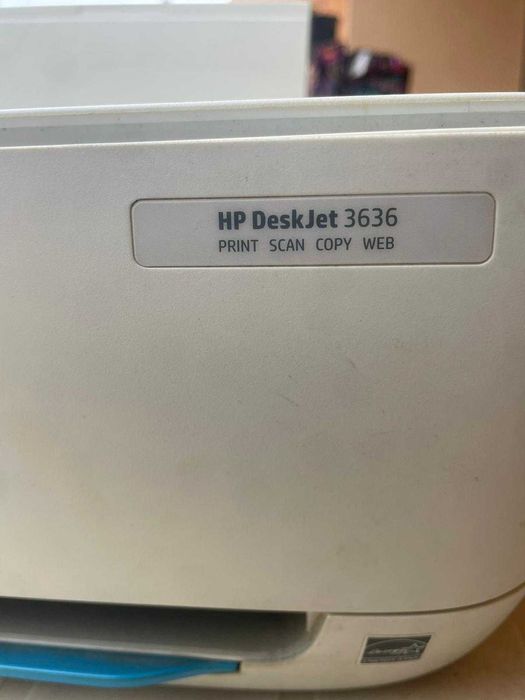 HP DeskJet 3636
PRINT SCAN COPY WEB